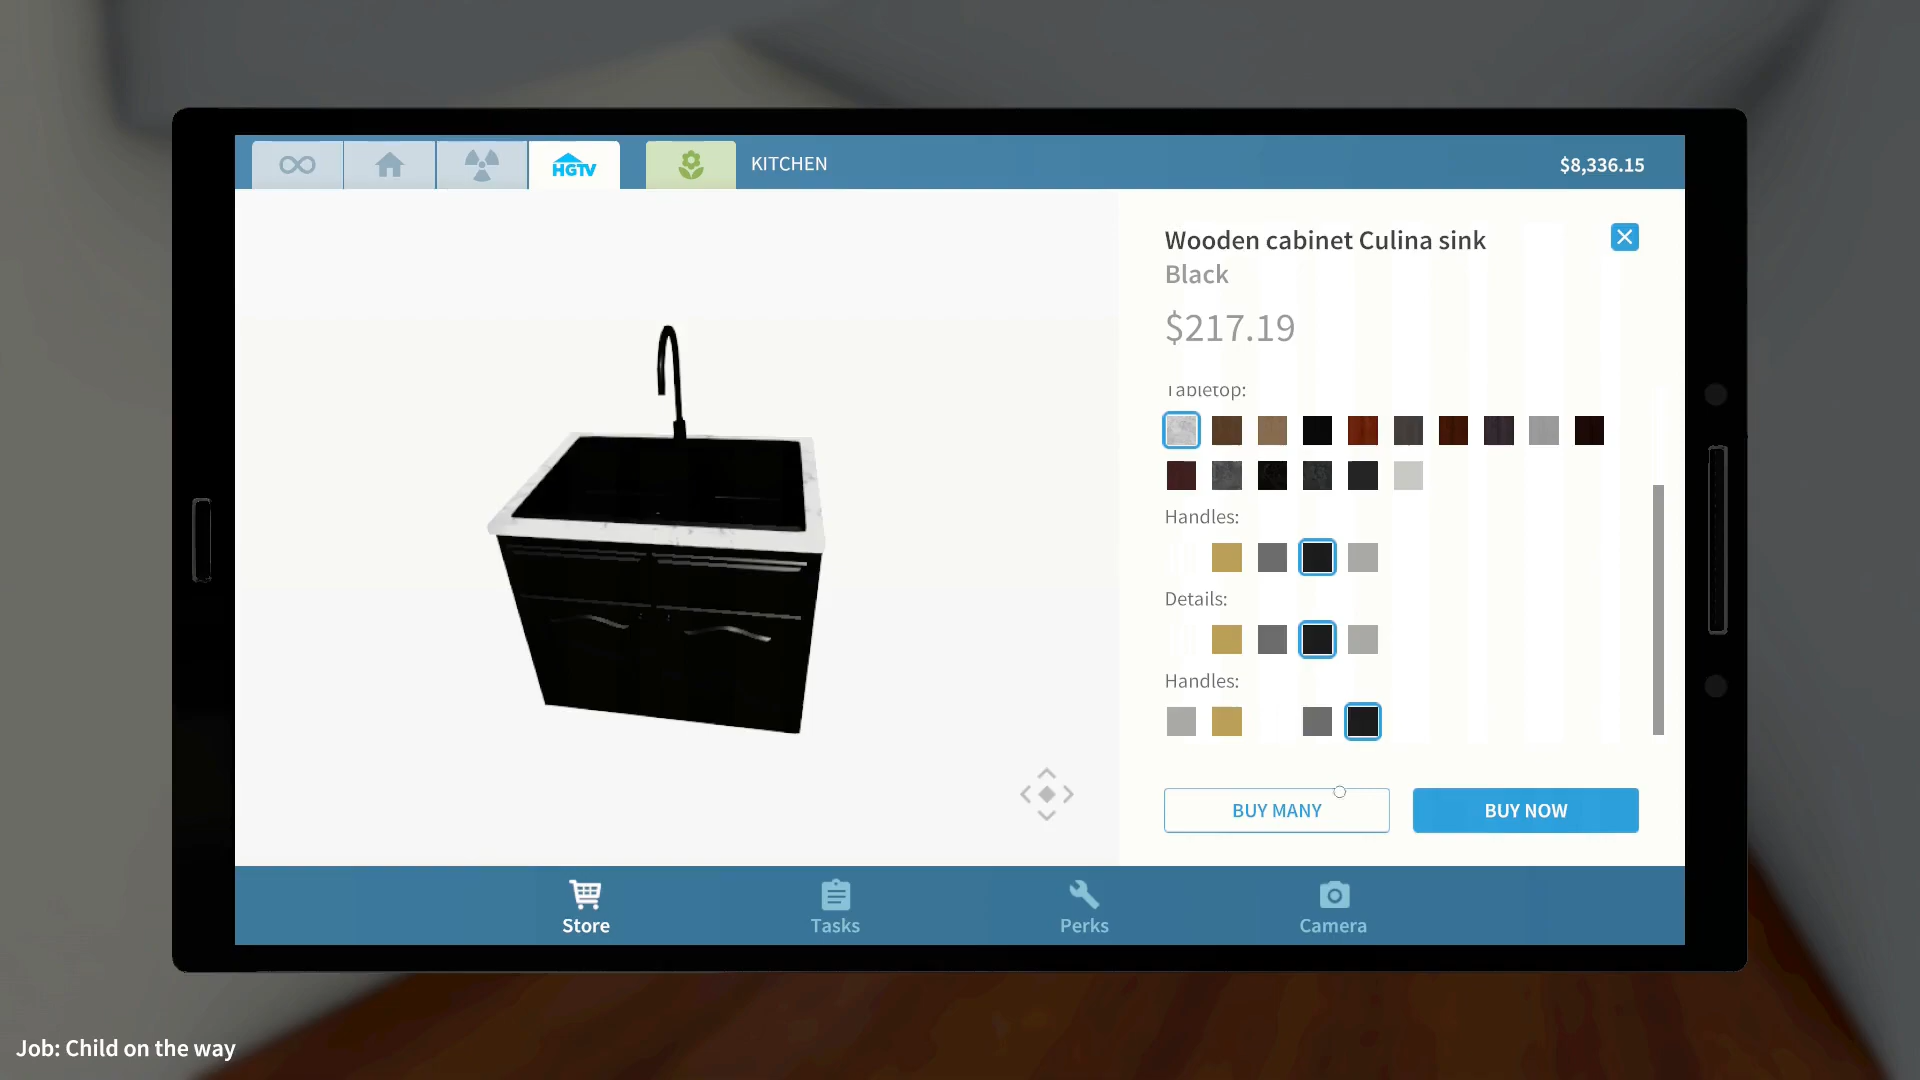 HGTV
KITCHEN
$8,336.15
Wooden cabinet Culina sink
Black
$217.19
Tabletop:
Handles:
Details:
Handles:
BUY MANY
BUY NOW
Store
Tasks
Perks
Camera
Job: Child on the way